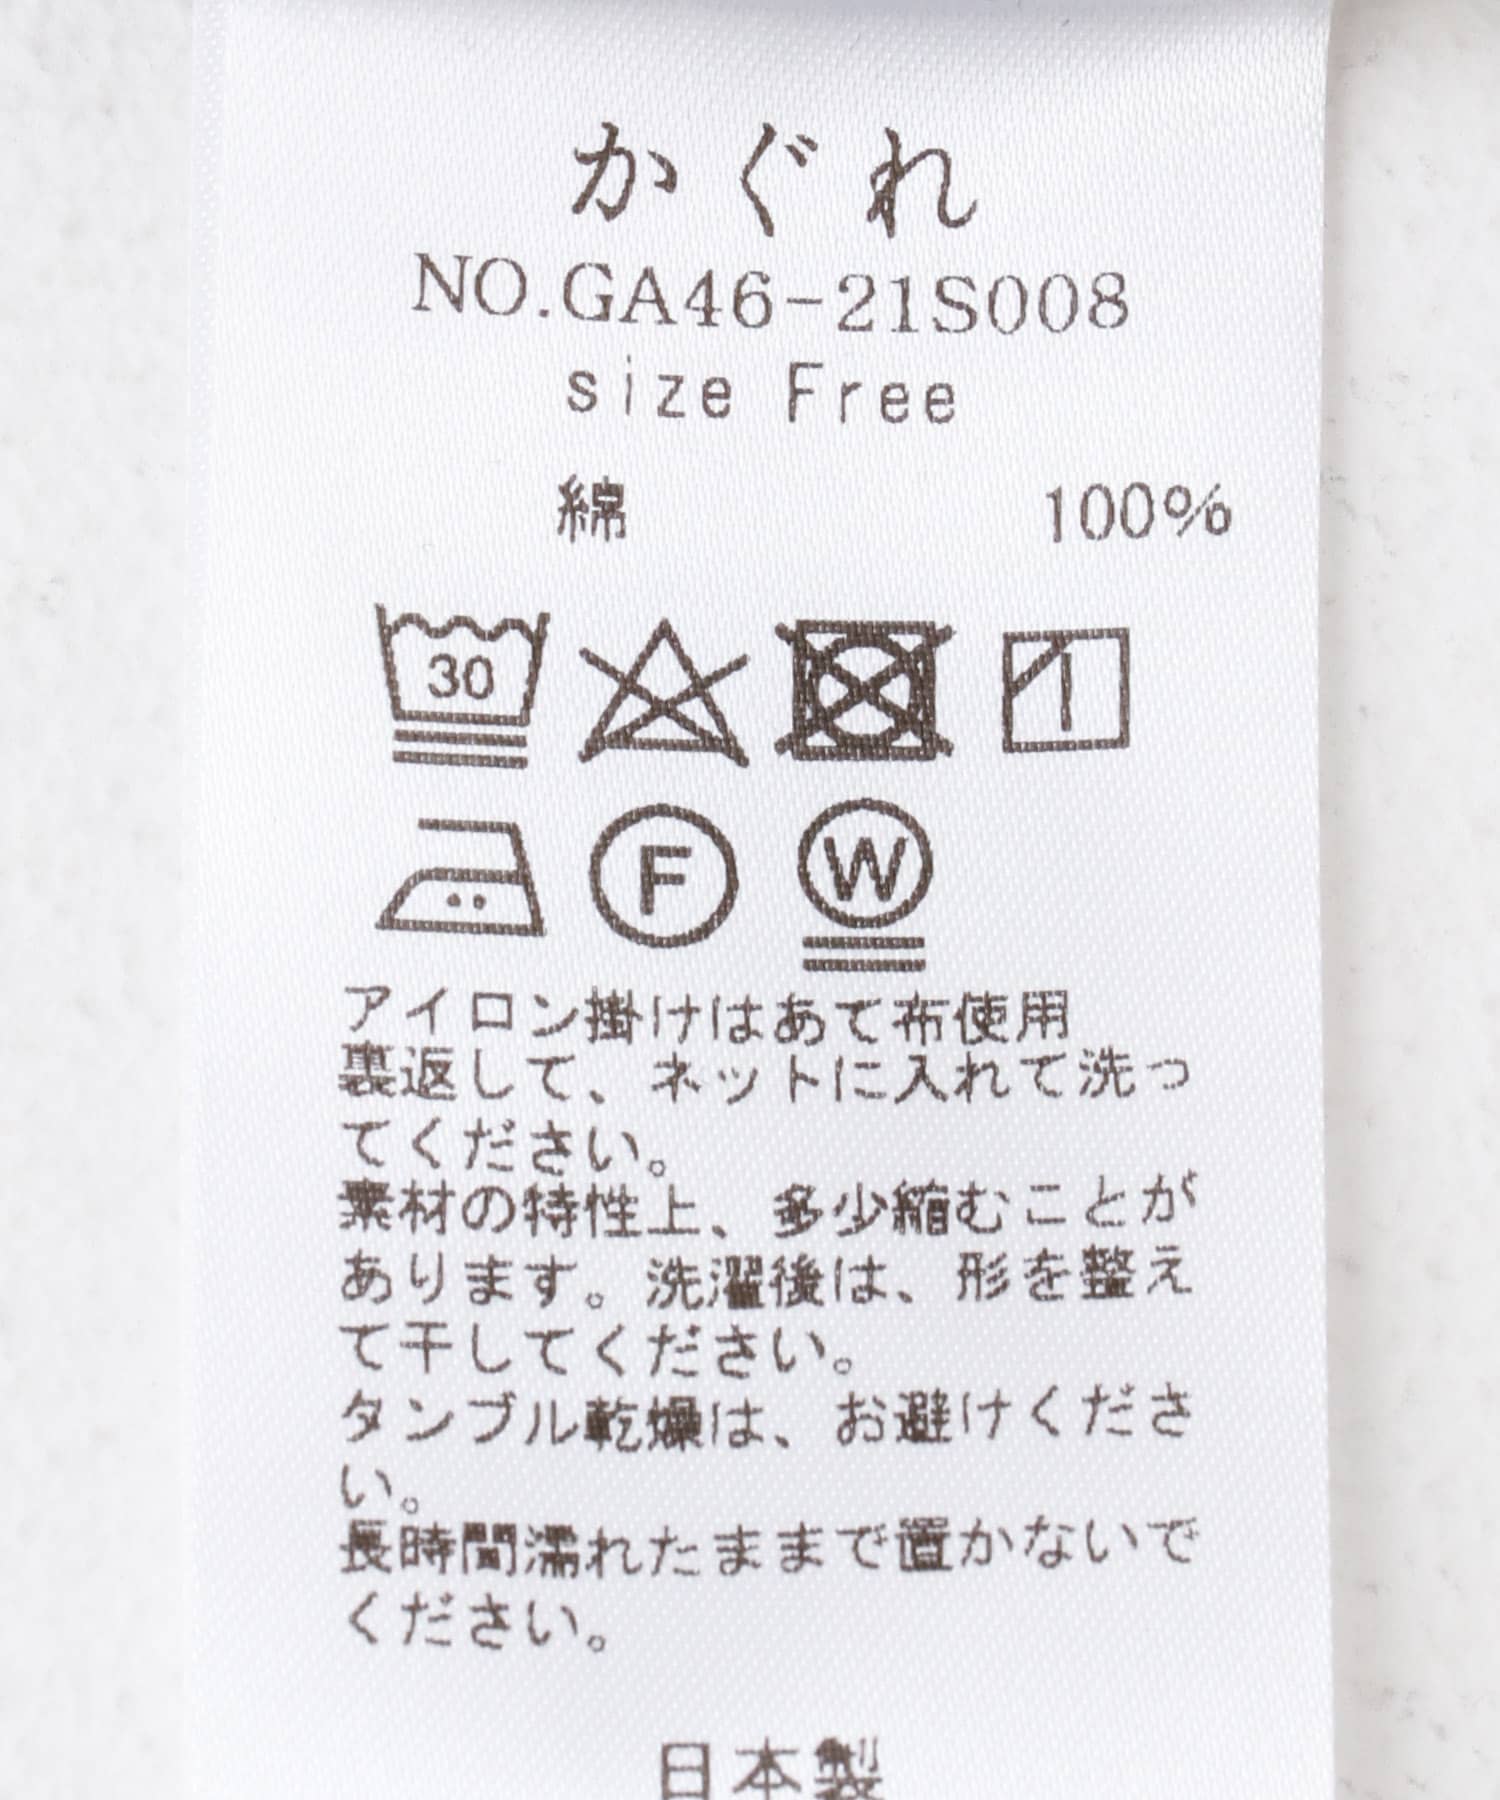 かぐれ
NO.GA46-21S008
size Free
綿 100%
30
F W
アイロン掛けはあて布使用
裏返して、ネットに入れて洗っ
てください。
素材の特性上、多少縮むことが
あります。洗濯後は、形を整え
て干してください。
タンブル乾燥は、お避けくださ
い。
長時間濡れたままで置かないで
ください。
日本製